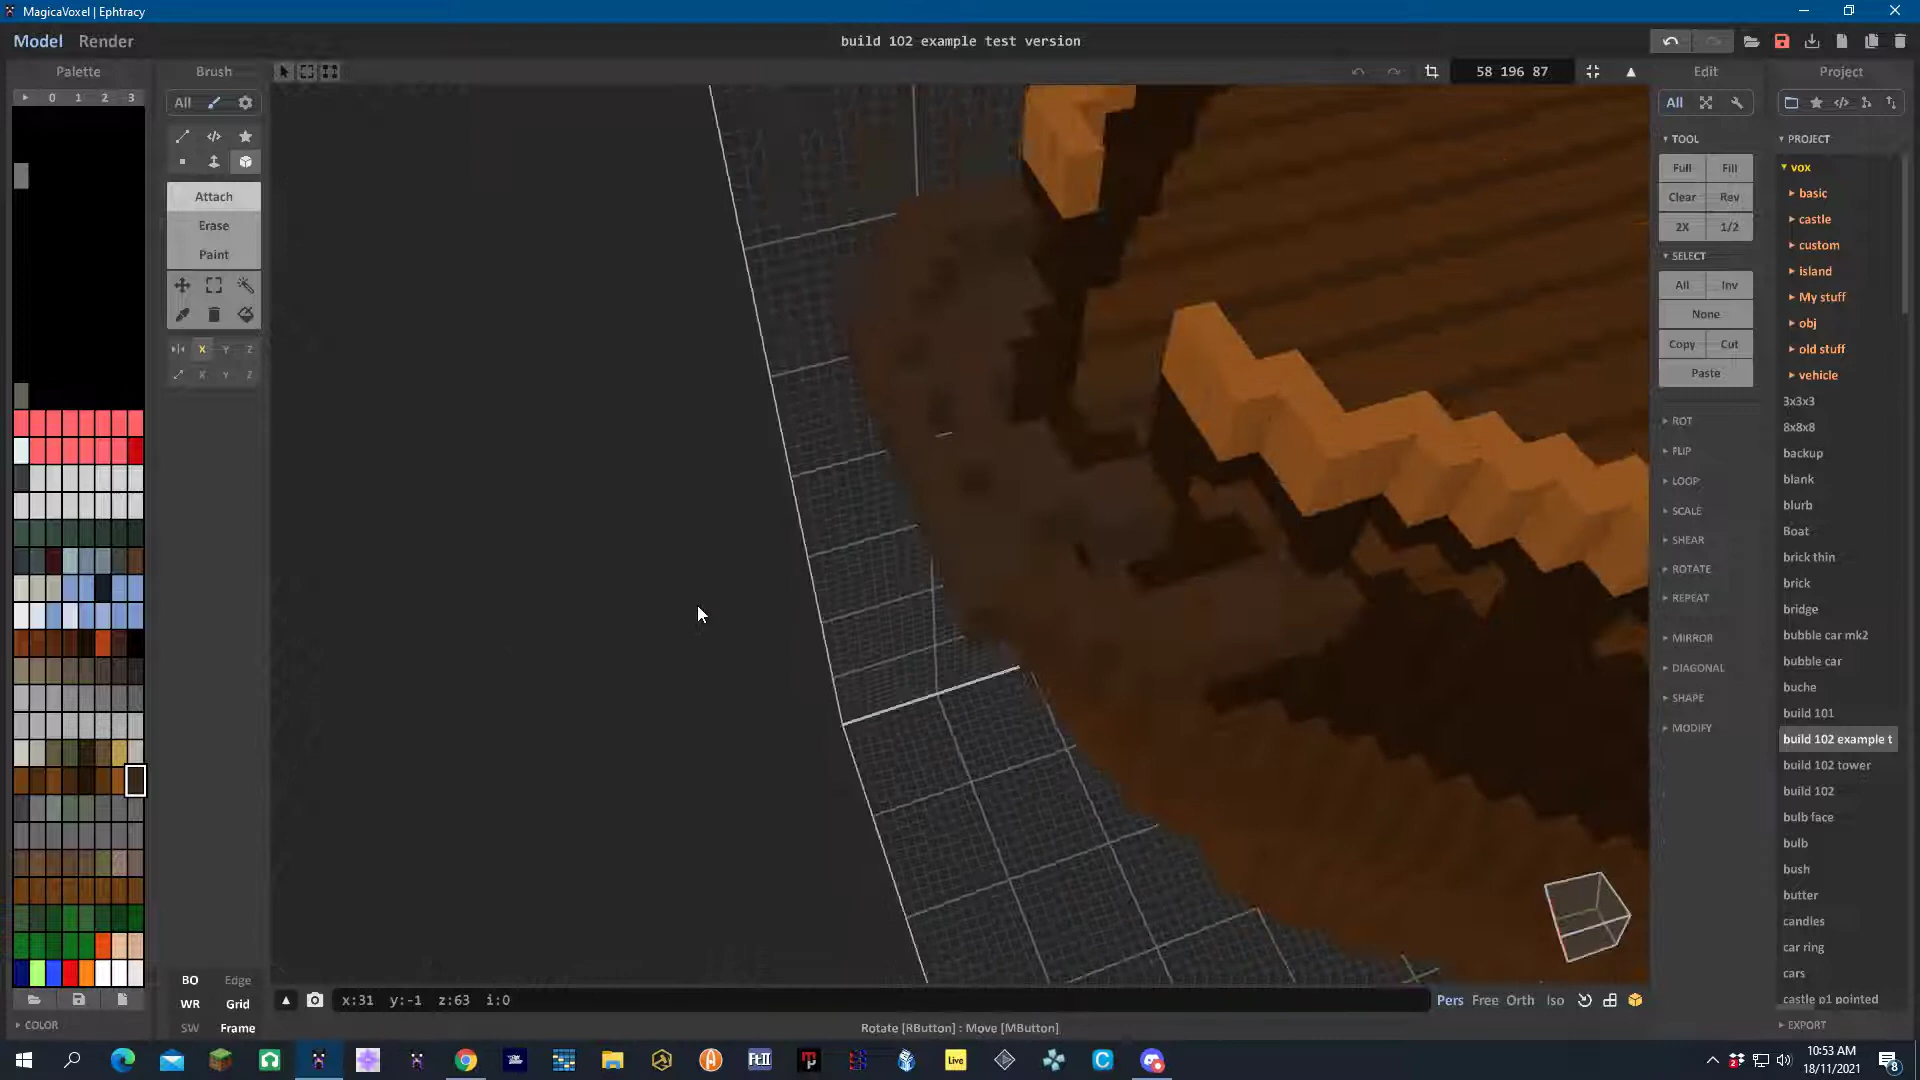 MagicaVoxel | Ephtracy
Model Render
build 102 example test version
Palette
Brush
58 196 87
Edit
Project
0 1 2 3
All
All
Attach
Erase
Paint
X Y Z
X Y Z
TOOL
Full Fill
Clear Rev
2X 1/2
SELECT
All Inv
None
Copy Cut
Paste
ROT
FLIP
LOOP
SCALE
SHEAR
ROTATE
REPEAT
MIRROR
DIAGONAL
SHAPE
MODIFY
PROJECT
vox
basic
castle
custom
island
My stuff
obj
old stuff
vehicle
3x3x3
8x8x8
backup
blank
blurb
Boat
brick thin
brick
bridge
bubble car mk2
bubble car
buche
build 101
build 102 example t
build 102 tower
build 102
bulb face
bulb
bush
butter
candles
car ring
cars
castle p1 pointed
EXPORT
BO Edge
WR Grid
SW Frame
COLOR
x:31 y:-1 z:63 i:0
Pers Free Orth Iso
Rotate [RButton] : Move [MButton]
Ft-II
Live
C
10:53 AM
18/11/2021
8